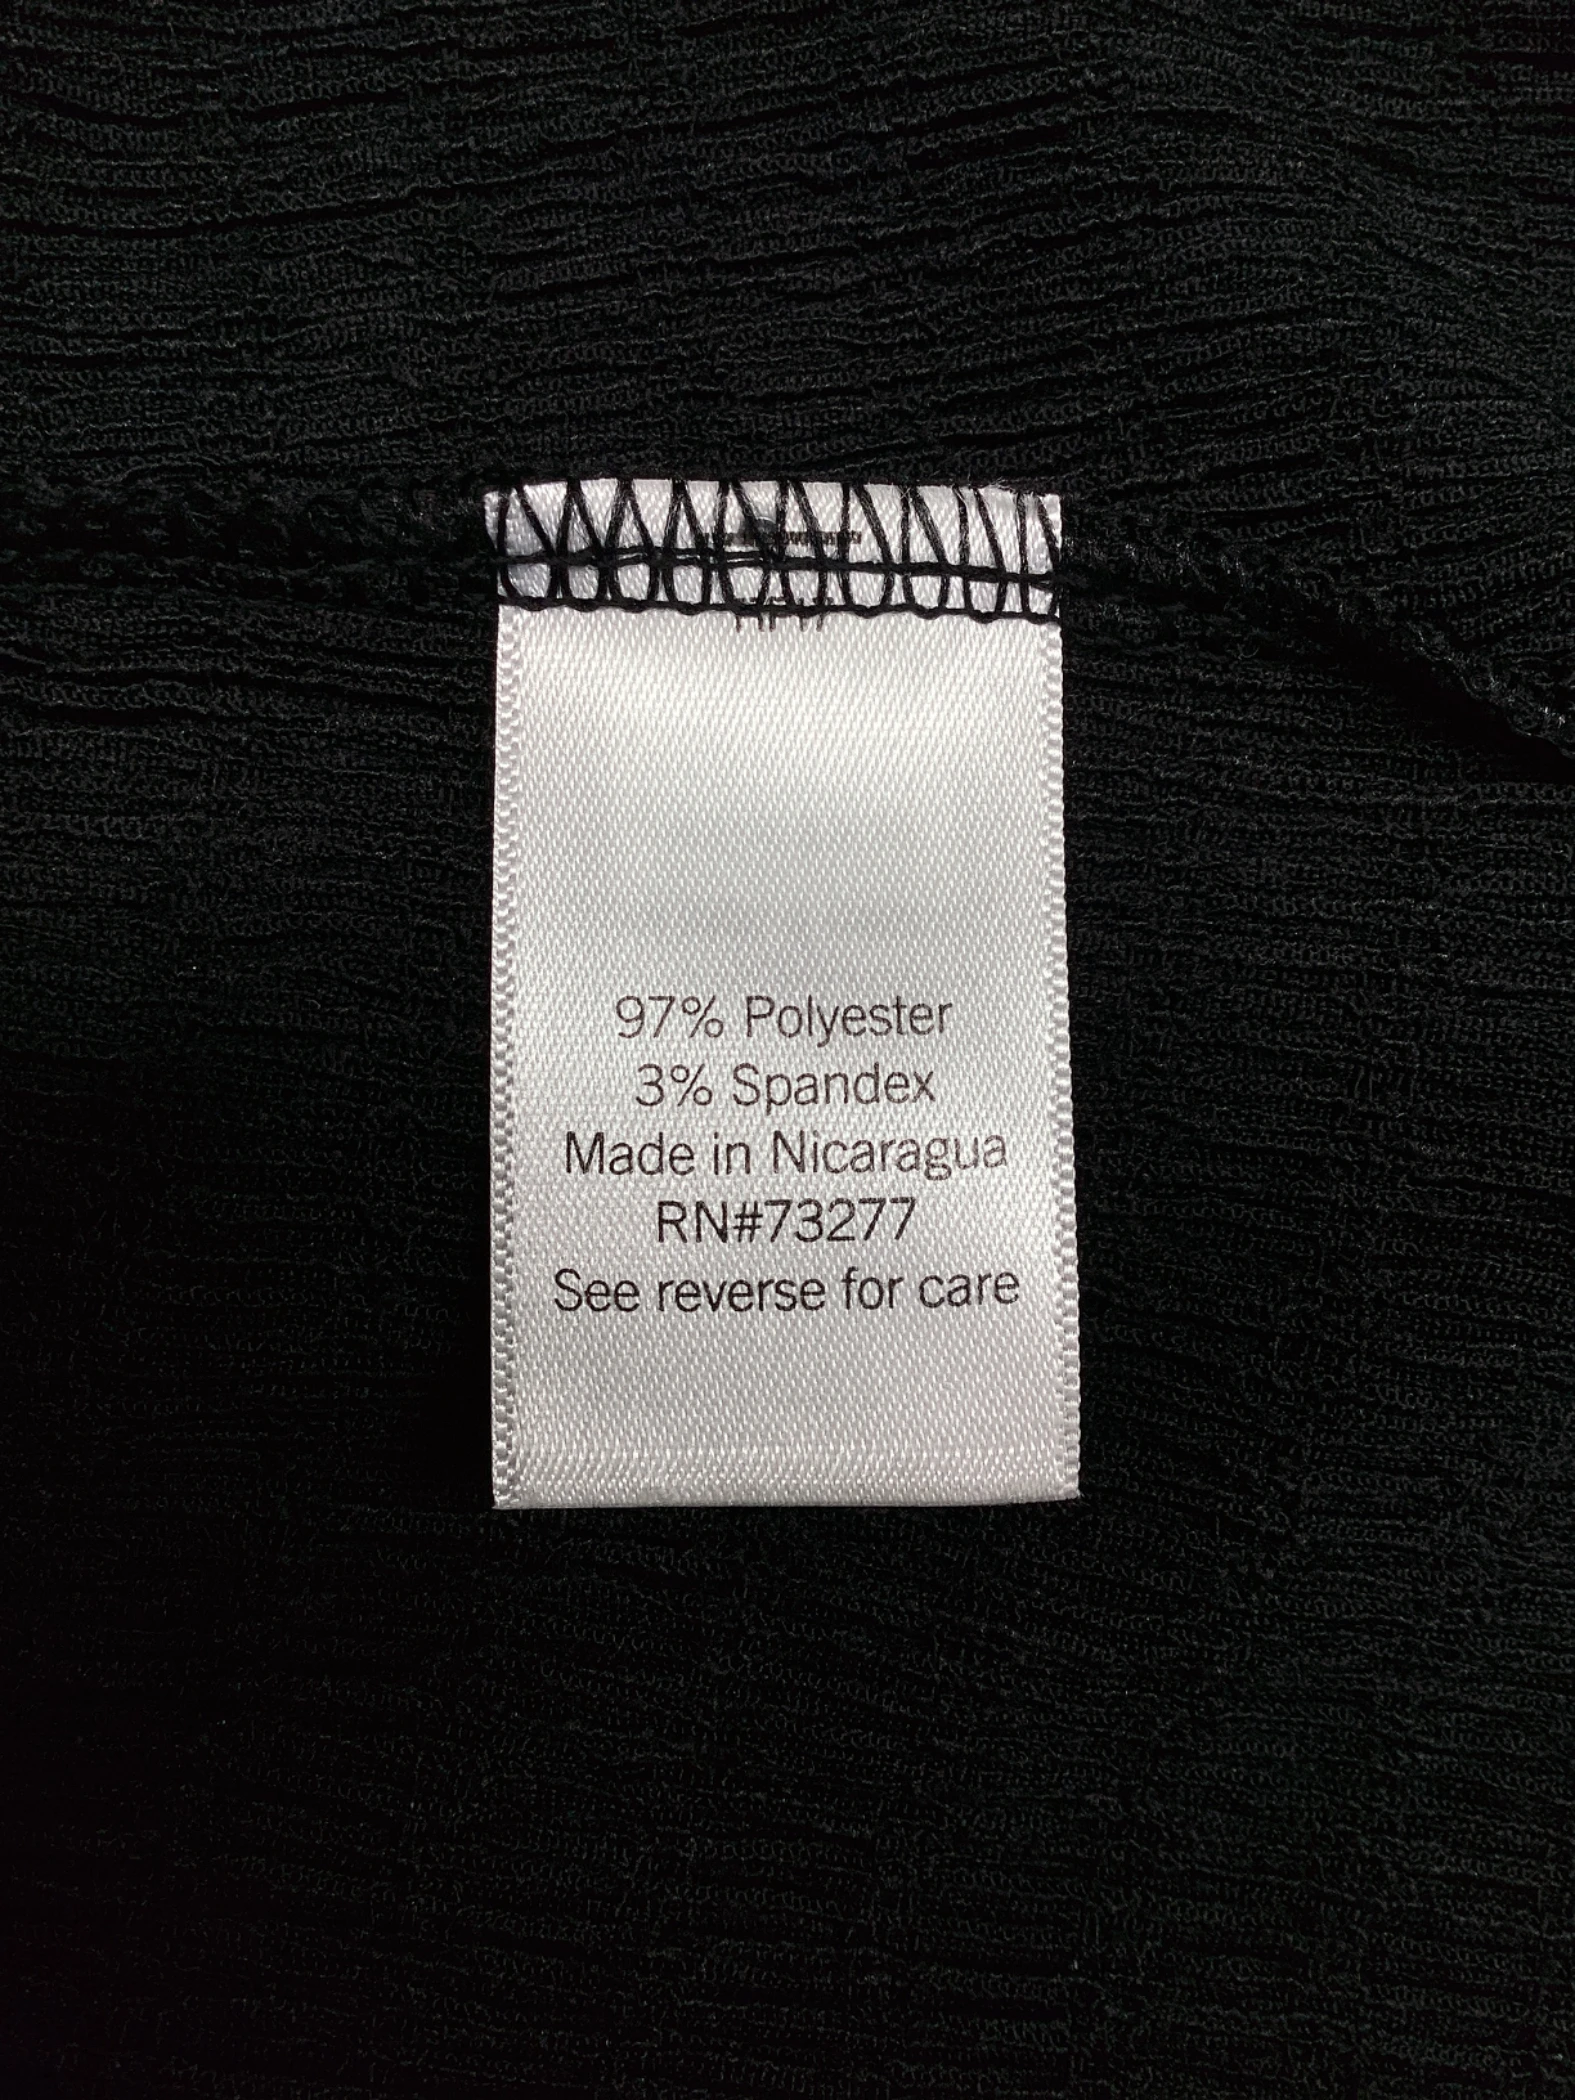 97% Polyester
3% Spandex
Made in Nicaragua
RN#73277
See reverse for care